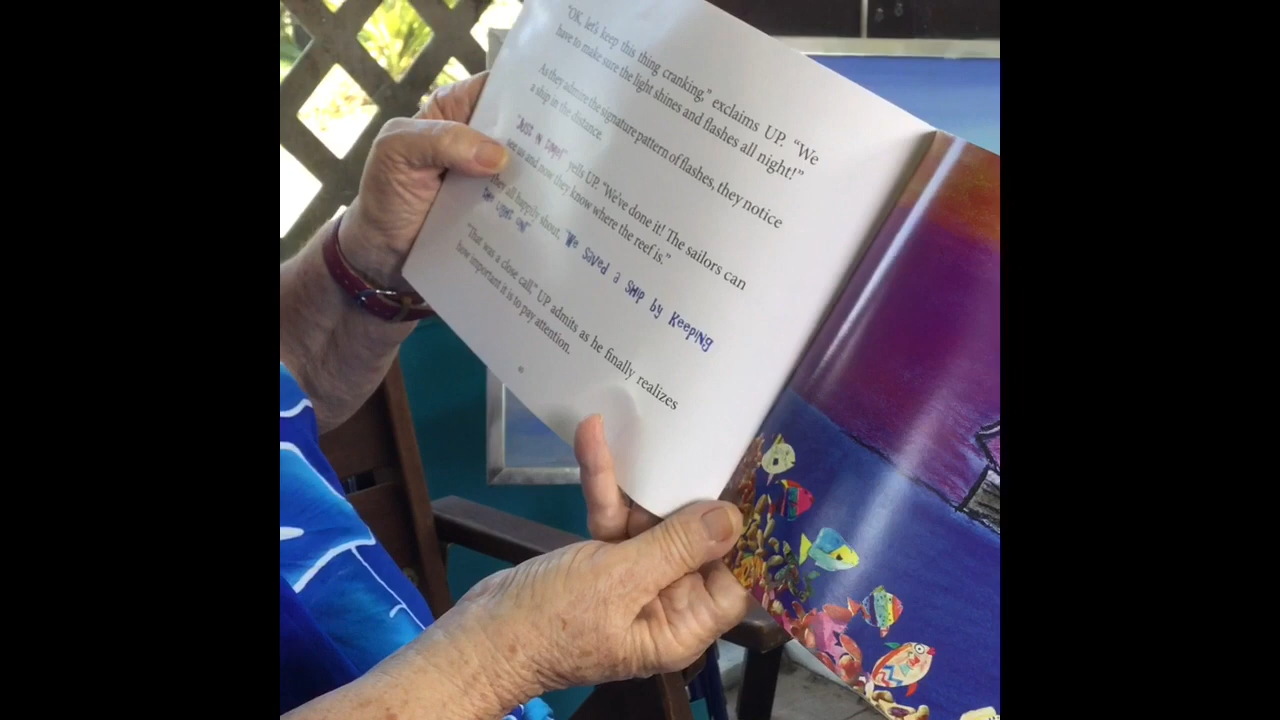 "OK, let's keep this thing cranking," exclaims UP. "We
have to make sure the light shines and flashes all night!"
As they admire the signature pattern of flashes, they notice
a ship in the distance.
"Just in time!" yells UP. "We've done it! The sailors can
see us and now they know where the reef is."
They all happily shout, "We Saved a Ship by Keeping
the Light on!"
"That was a close call," UP admits as he finally realizes
how important it is to pay attention.